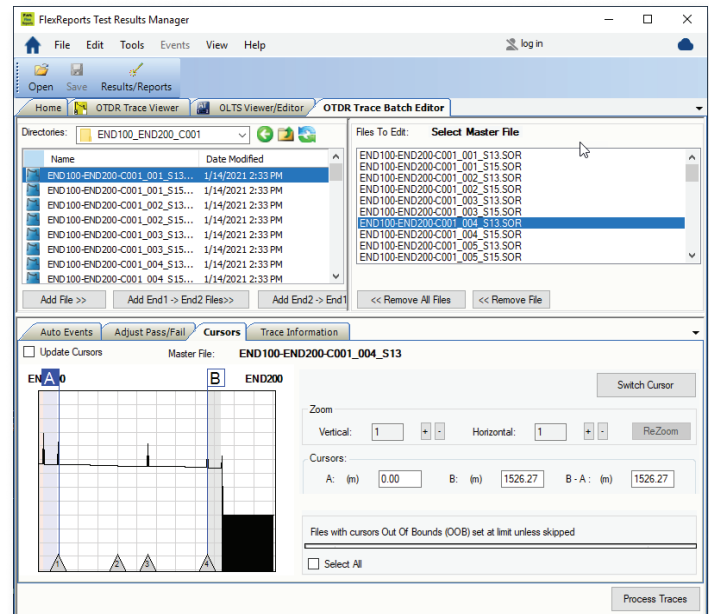 FlexReports Test Results Manager
File Edit Tools Events View Help log in
Open Save Results/Reports
Home OTDR Trace Viewer OLTS Viewer/Editor OTDR Trace Batch Editor
Directories: END100_END200_C001
Name Date Modified
END100-END200-C001_001_S13... 1/14/2021 2:33 PM
END100-END200-C001_001_S15... 1/14/2021 2:33 PM
END100-END200-C001_002_S13... 1/14/2021 2:33 PM
END100-END200-C001_002_S15... 1/14/2021 2:33 PM
END100-END200-C001_003_S13... 1/14/2021 2:33 PM
END100-END200-C001_003_S15... 1/14/2021 2:33 PM
END100-END200-C001_004_S13... 1/14/2021 2:33 PM
END100-END200-C001_004_S15... 1/14/2021 2:33 PM
Add File >> Add End1 -> End2 Files>> Add End2 -> End1
Files To Edit: Select Master File
END100-END200-C001_001_S13.SOR
END100-END200-C001_001_S15.SOR
END100-END200-C001_002_S13.SOR
END100-END200-C001_002_S15.SOR
END100-END200-C001_003_S13.SOR
END100-END200-C001_003_S15.SOR
END100-END200-C001_004_S13.SOR
END100-END200-C001_004_S15.SOR
END100-END200-C001_005_S13.SOR
END100-END200-C001_005_S15.SOR
<< Remove All Files << Remove File
Auto Events Adjust Pass/Fail Cursors Trace Information
Update Cursors Master File: END100-END200-C001_004_S13
A B END200
1 2 3 4
Switch Cursor
Zoom
Vertical: 1 + - Horizontal: 1 + - ReZoom
Cursors:
A: (m) 0.00 B: (m) 1526.27 B - A : (m) 1526.27
Files with cursors Out Of Bounds (OOB) set at limit unless skipped
Select All
Process Traces